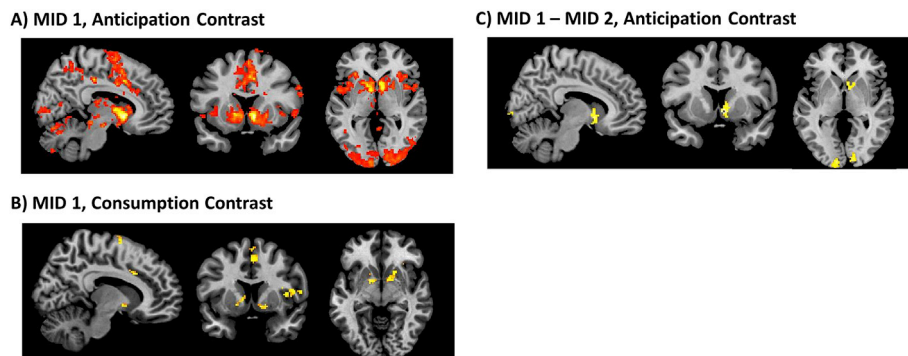 A) MID 1, Anticipation Contrast
B) MID 1, Consumption Contrast
C) MID 1 – MID 2, Anticipation Contrast